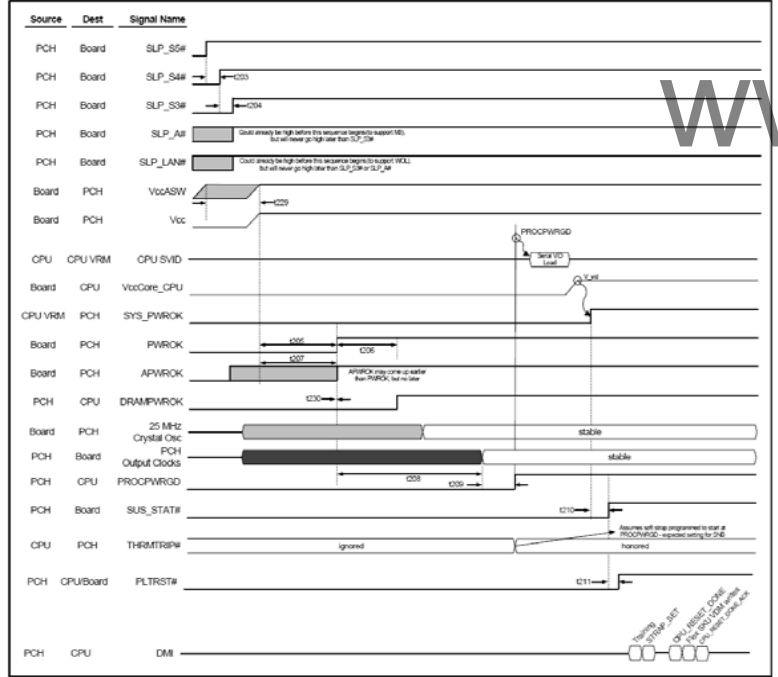 Source Dest Signal Name
PCH Board SLP_S5#
PCH Board SLP_S4# t203
PCH Board SLP_S3# t204
PCH Board SLP_A# Could already be high before this sequence begins (to support M3), but will never go high later than SLP_S3#
PCH Board SLP_LAN# Could already be high before this sequence begins (to support WOL), but will never go high later than SLP_S3# or SLP_A#
Board PCH VccASW
t229
Board PCH Vcc
PROCPWRGD
CPU CPU VRM CPU SVID Serial VID Load
Board CPU VccCore_CPU V_vid
CPU VRM PCH SYS_PWROK
Board PCH PWROK t205 t206
t207
Board PCH APWROK APWROK may come up earlier than PWROK, but no later
PCH CPU DRAMPWROK t230
Board PCH 25 MHz Crystal Osc stable
PCH Board PCH Output Clocks stable
PCH CPU PROCPWRGD t208 t209
PCH Board SUS_STAT# t210
Assumes soft strap programmed to start at PROCPWRGD - expected setting for SNB
CPU PCH THRMTRIP# ignored honored
PCH CPU/Board PLTRST# t211
Training
STRAP_SET
CPU_RESET_DONE
Flex SKU VDM writes
CPU_RESET_DONE_ACK
PCH CPU DMI